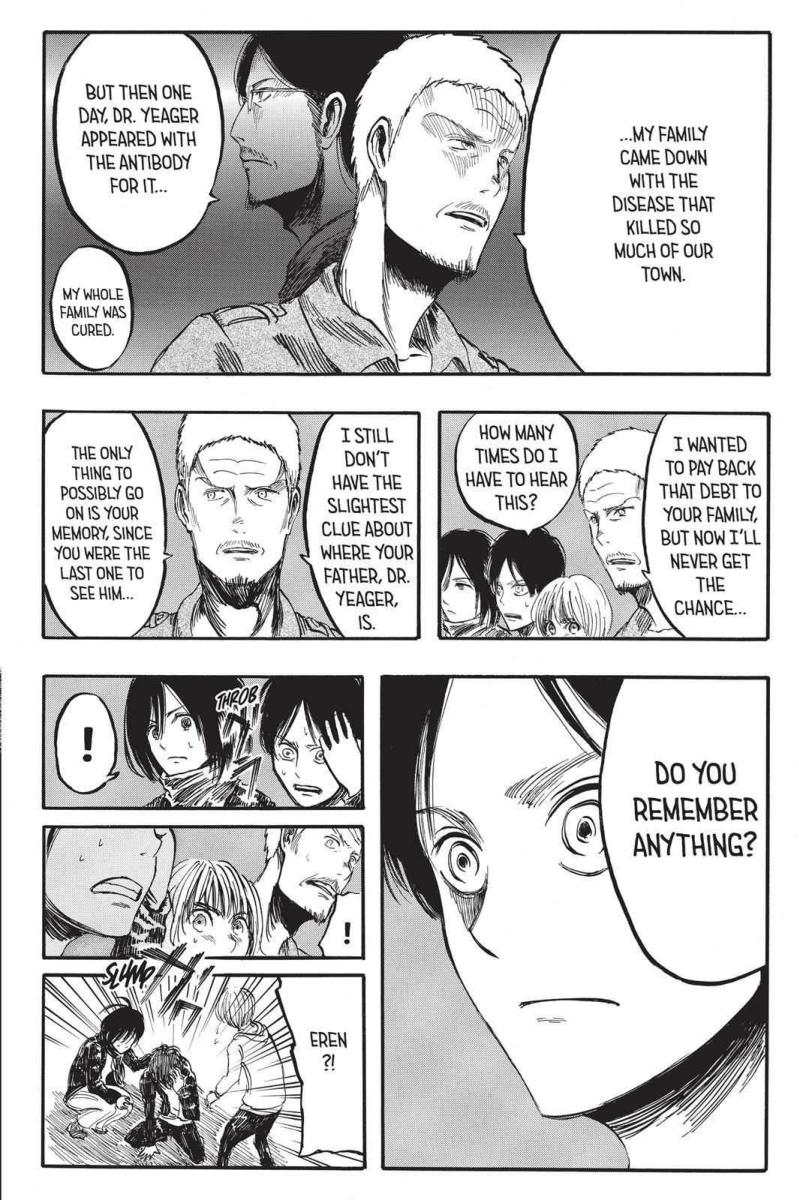 ...MY FAMILY
CAME DOWN
WITH THE
DISEASE THAT
KILLED SO
MUCH OF OUR
TOWN.
BUT THEN ONE
DAY, DR. YEAGER
APPEARED WITH
THE ANTIBODY
FOR IT...
MY WHOLE
FAMILY WAS
CURED.
I WANTED
TO PAY BACK
THAT DEBT TO
YOUR FAMILY,
BUT NOW I'LL
NEVER GET
THE
CHANCE...
HOW MANY
TIMES DO I
HAVE TO HEAR
THIS?
I STILL
DON'T
HAVE THE
SLIGHTEST
CLUE ABOUT
WHERE YOUR
FATHER, DR.
YEAGER,
IS.
THE ONLY
THING TO
POSSIBLY GO
ON IS YOUR
MEMORY, SINCE
YOU WERE THE
LAST ONE TO
SEE HIM...
DO YOU
REMEMBER
ANYTHING?
THROB
!
!
SLUMP
EREN
?!